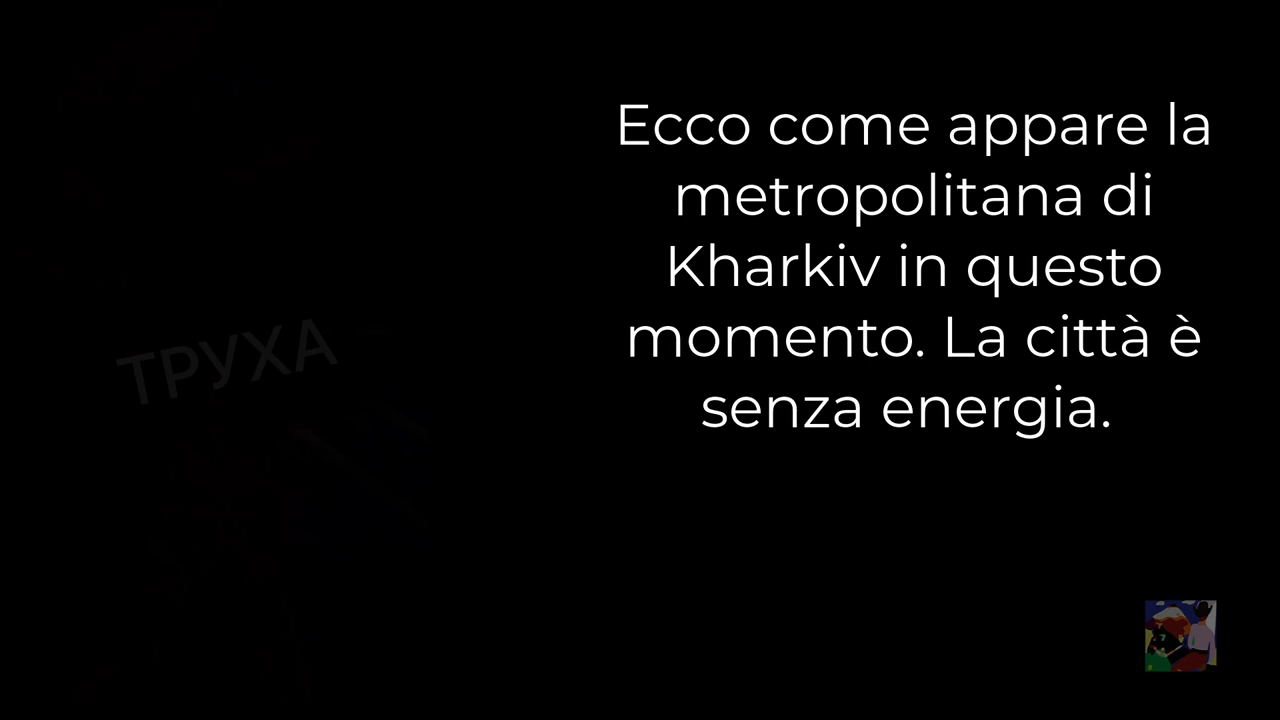 Ecco come appare la
metropolitana di
Kharkiv in questo
momento. La città è
senza energia.
ТРУХА